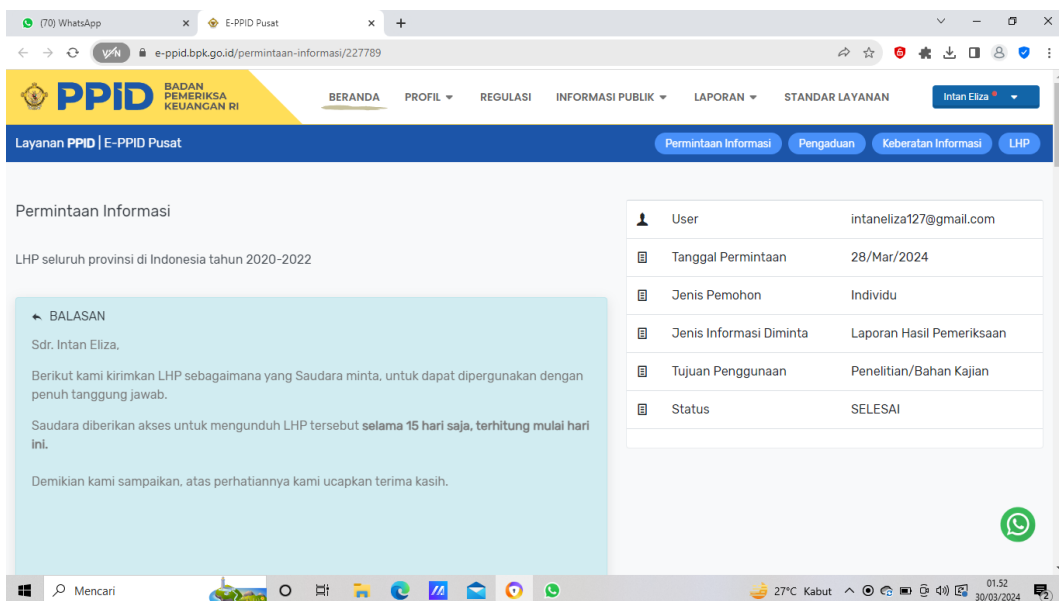 (70) WhatsApp
E-PPID Pusat
e-ppid.bpk.go.id/permintaan-informasi/227789
PPID BADAN PEMERIKSA KEUANGAN RI
BERANDA PROFIL REGULASI INFORMASI PUBLIK LAPORAN STANDAR LAYANAN Intan Eliza
Layanan PPID | E-PPID Pusat
Permintaan Informasi Pengaduan Keberatan Informasi LHP
Permintaan Informasi
LHP seluruh provinsi di Indonesia tahun 2020-2022
BALASAN
Sdr. Intan Eliza,
Berikut kami kirimkan LHP sebagaimana yang Saudara minta, untuk dapat dipergunakan dengan
penuh tanggung jawab.
Saudara diberikan akses untuk mengunduh LHP tersebut selama 15 hari saja, terhitung mulai hari
ini.
Demikian kami sampaikan, atas perhatiannya kami ucapkan terima kasih.
User intaneliza127@gmail.com
Tanggal Permintaan 28/Mar/2024
Jenis Pemohon Individu
Jenis Informasi Diminta Laporan Hasil Pemeriksaan
Tujuan Penggunaan Penelitian/Bahan Kajian
Status SELESAI
Mencari
27°C Kabut
01.52
30/03/2024